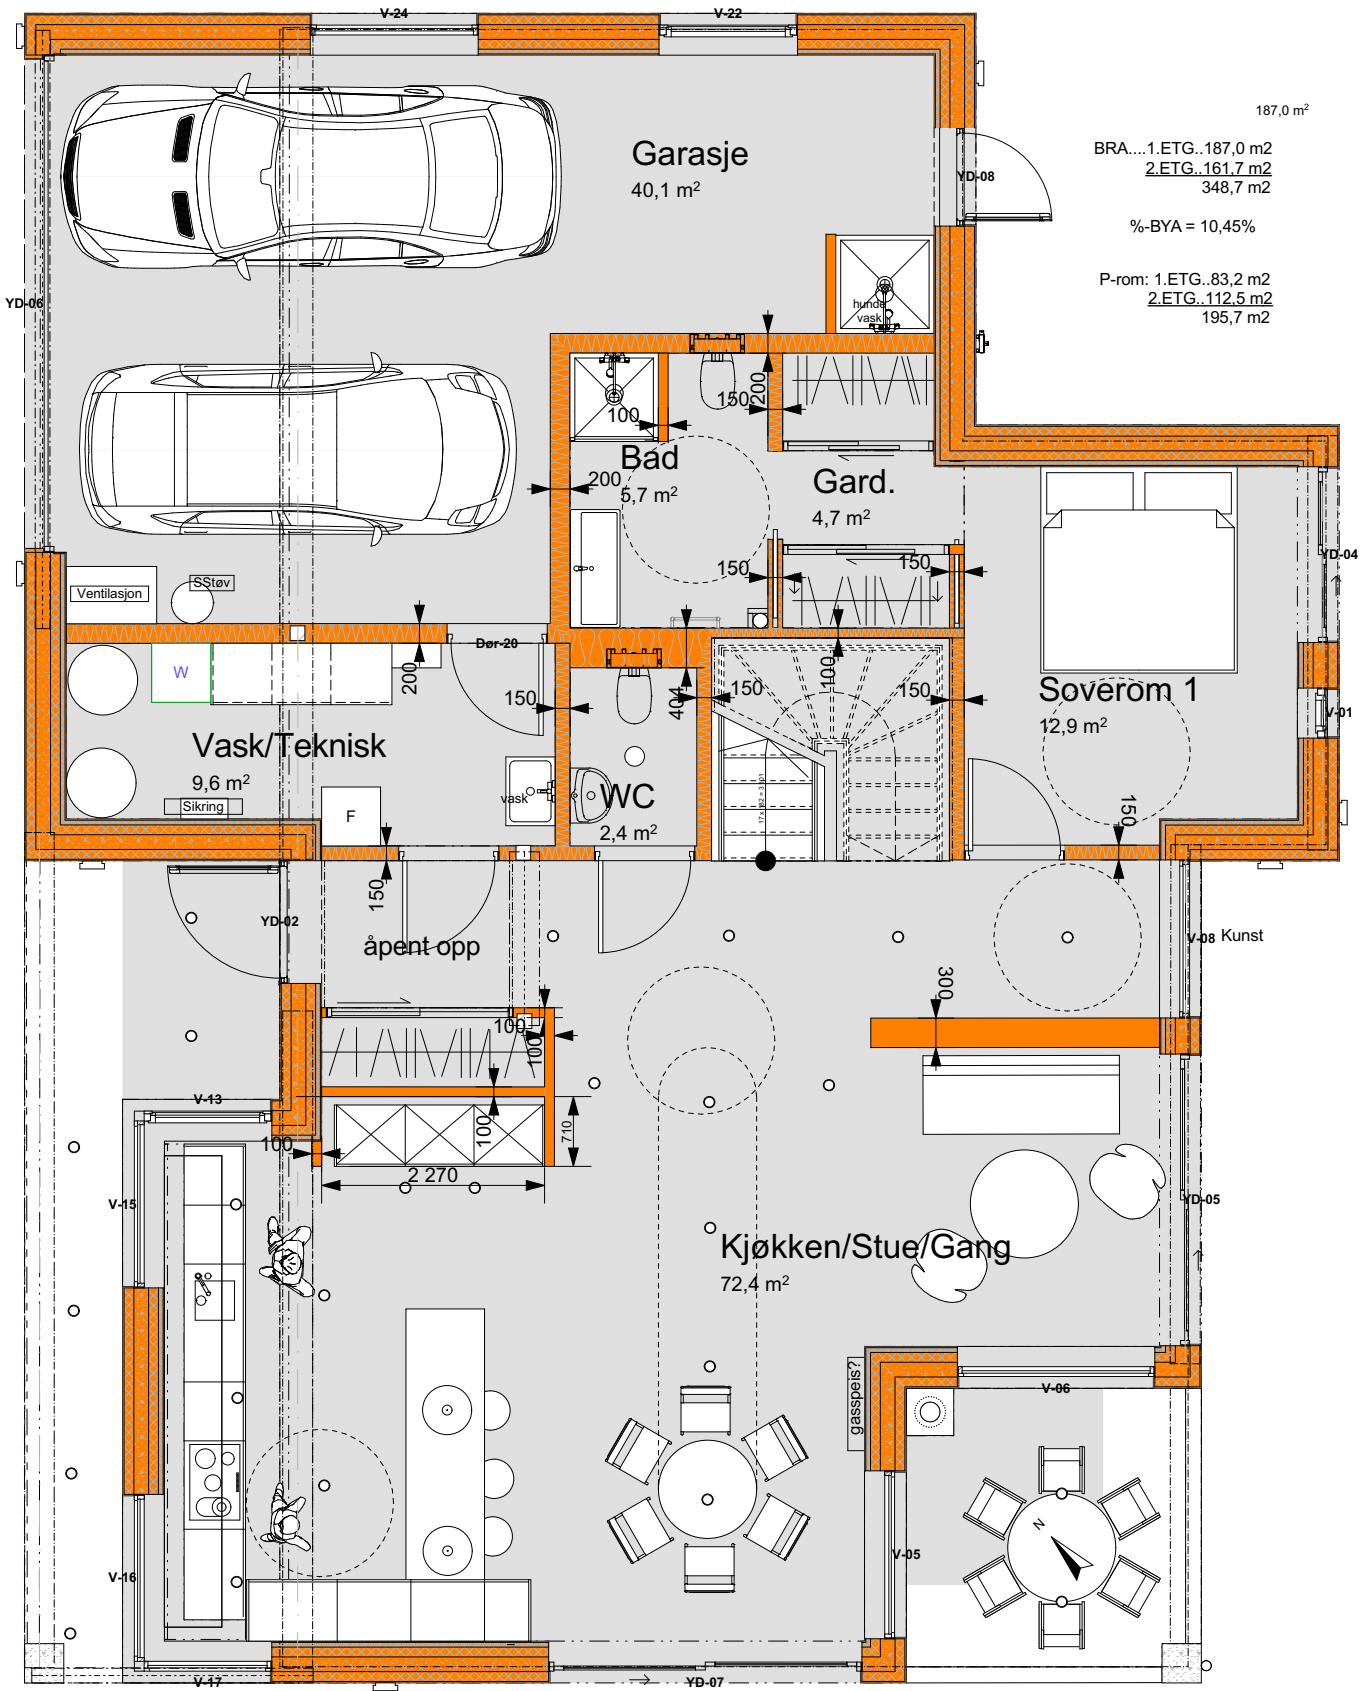 V-24
V-22
187,0 m²
BRA....1.ETG..187,0 m2
2.ETG..161,7 m2
348,7 m2
%-BYA = 10,45%
P-rom: 1.ETG..83,2 m2
2.ETG..112,5 m2
195,7 m2
Garasje
40,1 m²
YD-08
YD-06
hunde
vask
200
150
100
Bad
5,7 m²
200
Gard.
4,7 m²
150
150
YD-04
Ventilasjon
SStøv
Dør-20
W
200
150
404
150
100
150
Soverom 1
12,9 m²
V-01
Vask/Teknisk
9,6 m²
Sikring
F
vask
WC
2,4 m²
150
150
YD-02
åpent opp
V-08 Kunst
300
100
100
V-13
100
100
710
2 270
V-15
YD-05
Kjøkken/Stue/Gang
72,4 m²
gasspeis?
V-06
N
V-05
V-16
V-17
YD-07